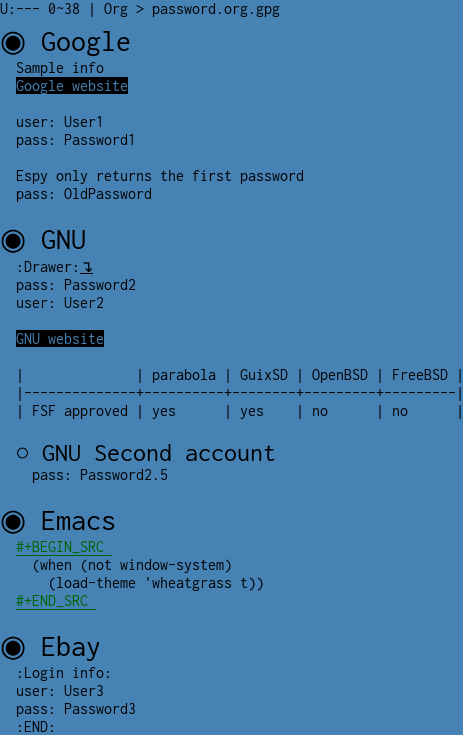 U:--- 0~38 | Org > password.org.gpg
◉ Google
Sample info
Google website
user: User1
pass: Password1
Espy only returns the first password
pass: OldPassword
◉ GNU
:Drawer:↴
pass: Password2
user: User2
GNU website
|              | parabola | GuixSD | OpenBSD | FreeBSD |
|--------------+----------+--------+---------+---------|
| FSF approved | yes      | yes    | no      | no      |
○ GNU Second account
pass: Password2.5
◉ Emacs
#+BEGIN_SRC
(when (not window-system)
(load-theme 'wheatgrass t))
#+END_SRC
◉ Ebay
:Login info:
user: User3
pass: Password3
:END: